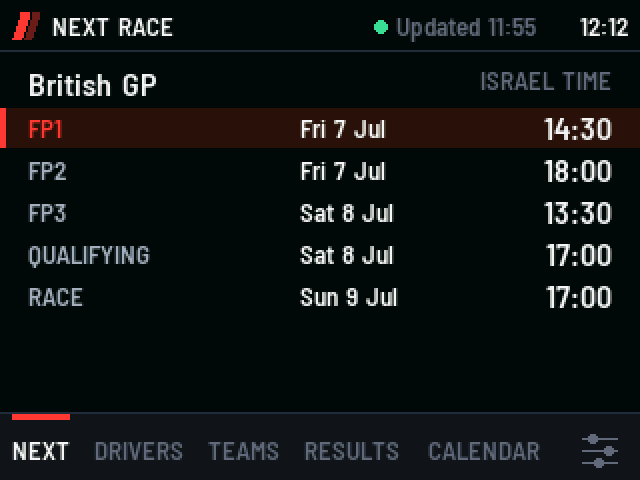 NEXT RACE Updated 11:55 12:12
British GP ISRAEL TIME
FP1 Fri 7 Jul 14:30
FP2 Fri 7 Jul 18:00
FP3 Sat 8 Jul 13:30
QUALIFYING Sat 8 Jul 17:00
RACE Sun 9 Jul 17:00
NEXT DRIVERS TEAMS RESULTS CALENDAR